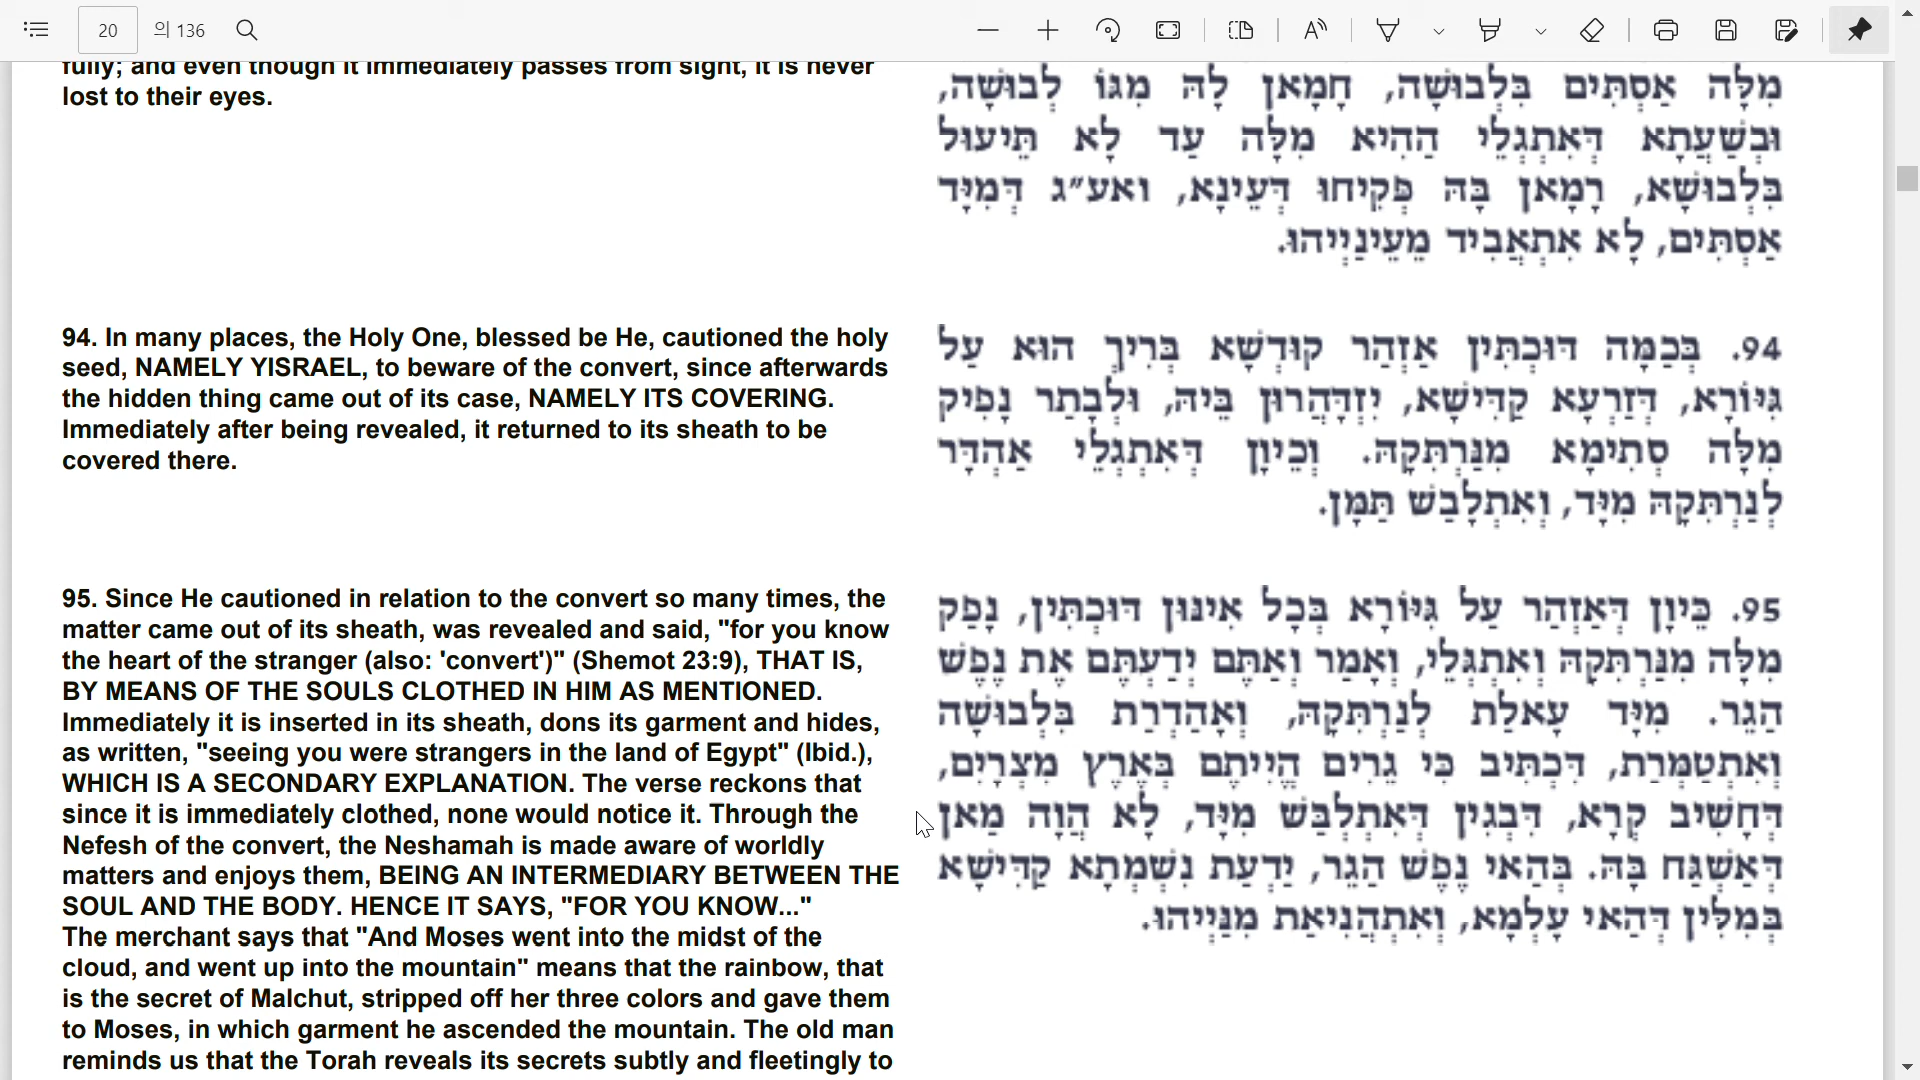 20 의 136
fully; and even though it immediately passes from sight, it is never
lost to their eyes.
94. In many places, the Holy One, blessed be He, cautioned the holy
seed, NAMELY YISRAEL, to beware of the convert, since afterwards
the hidden thing came out of its case, NAMELY ITS COVERING.
Immediately after being revealed, it returned to its sheath to be
covered there.
95. Since He cautioned in relation to the convert so many times, the
matter came out of its sheath, was revealed and said, "for you know
the heart of the stranger (also: 'convert')" (Shemot 23:9), THAT IS,
BY MEANS OF THE SOULS CLOTHED IN HIM AS MENTIONED.
Immediately it is inserted in its sheath, dons its garment and hides,
as written, "seeing you were strangers in the land of Egypt" (Ibid.),
WHICH IS A SECONDARY EXPLANATION. The verse reckons that
since it is immediately clothed, none would notice it. Through the
Nefesh of the convert, the Neshamah is made aware of worldly
matters and enjoys them, BEING AN INTERMEDIARY BETWEEN THE
SOUL AND THE BODY. HENCE IT SAYS, "FOR YOU KNOW..."
The merchant says that "And Moses went into the midst of the
cloud, and went up into the mountain" means that the rainbow, that
is the secret of Malchut, stripped off her three colors and gave them
to Moses, in which garment he ascended the mountain. The old man
reminds us that the Torah reveals its secrets subtly and fleetingly to
מִלָּה אַסְתִּים בִּלְבוּשָׁה, חָמָאן לָהּ מִגּוֹ לְבוּשָׁה,
וּבְשַׁעֲתָא דְּאִתְגְּלֵי הַהִיא מִלָּה עַד לָא תֵּיעוּל
בִּלְבוּשָׁא, רָמָאן בָּהּ פְּקִיחוּ דְּעֵינָא, ואע״ג דְּמִיָּד
אַסְתִּים, לָא אִתְאֲבִיד מֵעֵינַיְיהוּ.
94. בְּכַמָּה דּוּכְתִּין אַזְהַר קוּדְשָׁא בְּרִיךְ הוּא עַל
גִּיּוֹרָא, דְּזַרְעָא קַדִּישָׁא, יִזְדָּהֲרוּן בֵּיהּ, וּלְבָתַר נָפִיק
מִלָּה סְתִימָא מִנַּרְתִּקָהּ. וְכֵיוָן דְּאִתְגְּלֵי אַהְדָּר
לְנַרְתִּקָהּ מִיָּד, וְאִתְלָבַשׁ תַּמָּן.
95. כֵּיוָן דְּאַזְהַר עַל גִּיּוֹרָא בְּכָל אִינּוּן דּוּכְתִּין, נָפַק
מִלָּה מִנַּרְתִּקָהּ וְאִתְגְּלֵי, וְאָמַר וְאַתֶּם יְדַעְתֶּם אֶת נֶפֶשׁ
הַגֵּר. מִיָּד עָאלַת לְנַרְתִּקָהּ, וְאָהַדְרַת בִּלְבוּשָׁהּ
וְאִתְטַמְּרַת, דִּכְתִּיב כִּי גֵרִים הֱיִיתֶם בְּאֶרֶץ מִצְרָיִם,
דְּחָשִׁיב קְרָא, דִּבְגִין דְּאִתְלְבַּשׁ מִיָּד, לָא הֲוָה מַאן
דְּאַשְׁגַּח בָּהּ. בְּהַאי נֶפֶשׁ הַגֵּר, יַדְעַת נִשְׁמְתָא קַדִּישָׁא
בְּמִלִּין דְּהַאי עָלְמָא, וְאִתְהֲנִיאַת מִנַּיְיהוּ.